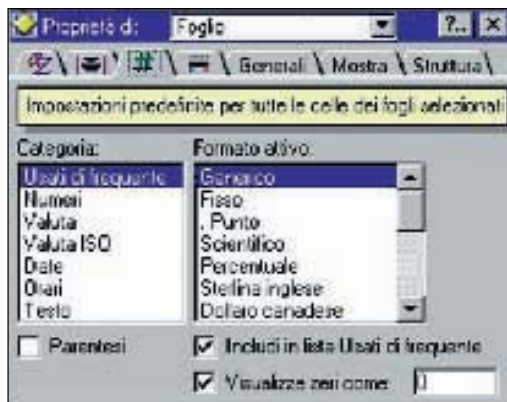 Proprietà di: Foglio
Generali Mostra Struttura
Impostazioni predefinite per tutte le celle dei fogli selezionati
Categoria: Formato attivo:
Usati di frequente
Numeri
Valuta
Valuta ISO
Date
Orari
Testo
Generico
Fisso
, Punto
Scientifico
Percentuale
Sterlina inglese
Dollaro canadese
Parentesi
Includi in lista Usati di frequente
Visualizza zeri come: 0